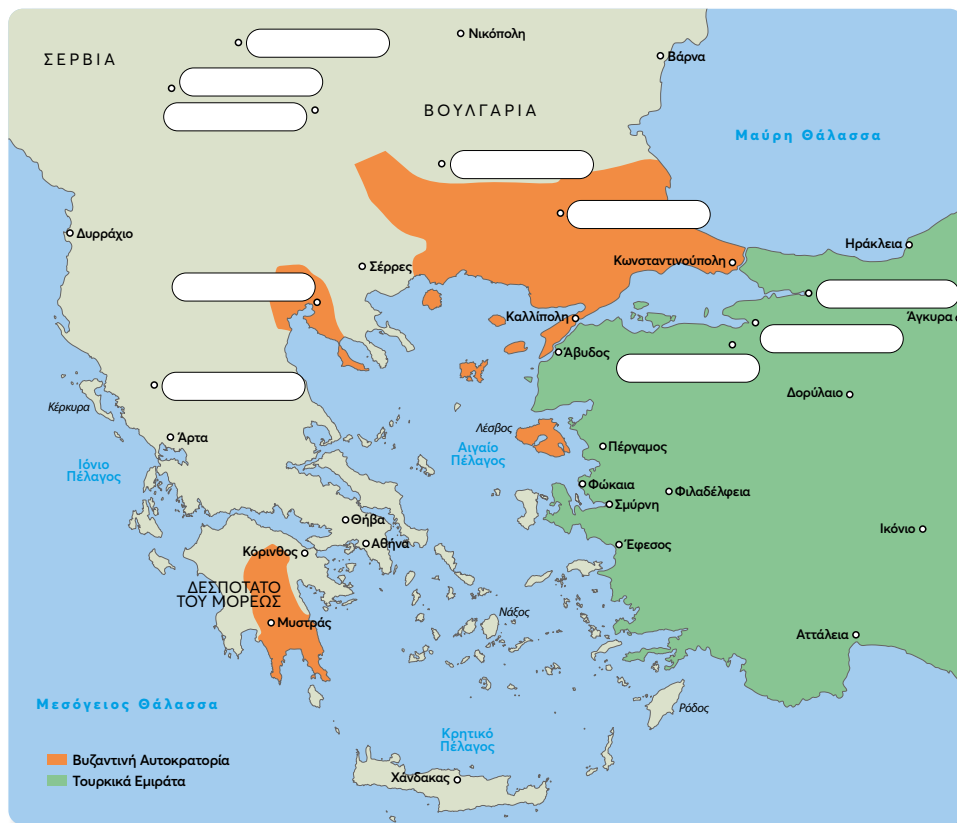 Νικόπολη
ΣΕΡΒΙΑ
Βάρνα
ΒΟΥΛΓΑΡΙΑ
Μαύρη Θάλασσα
Δυρράχιο
Ηράκλεια
Κωνσταντινούπολη
Σέρρες
Καλλίπολη
Άγκυρα
Άβυδος
Δορύλαιο
Κέρκυρα
Λέσβος
Άρτα
Αιγαίο
Πέλαγος
Πέργαμος
Ιόνιο
Πέλαγος
Φώκαια
Φιλαδέλφεια
Σμύρνη
Θήβα
Ικόνιο
Αθήνα
Έφεσος
Κόρινθος
ΔΕΣΠΟΤΑΤΟ
ΤΟΥ ΜΟΡΕΩΣ
Νάξος
Μυστράς
Αττάλεια
Μεσόγειος Θάλασσα
Ρόδος
Κρητικό
Πέλαγος
Βυζαντινή Αυτοκρατορία
Τουρκικά Εμιράτα
Χάνδακας